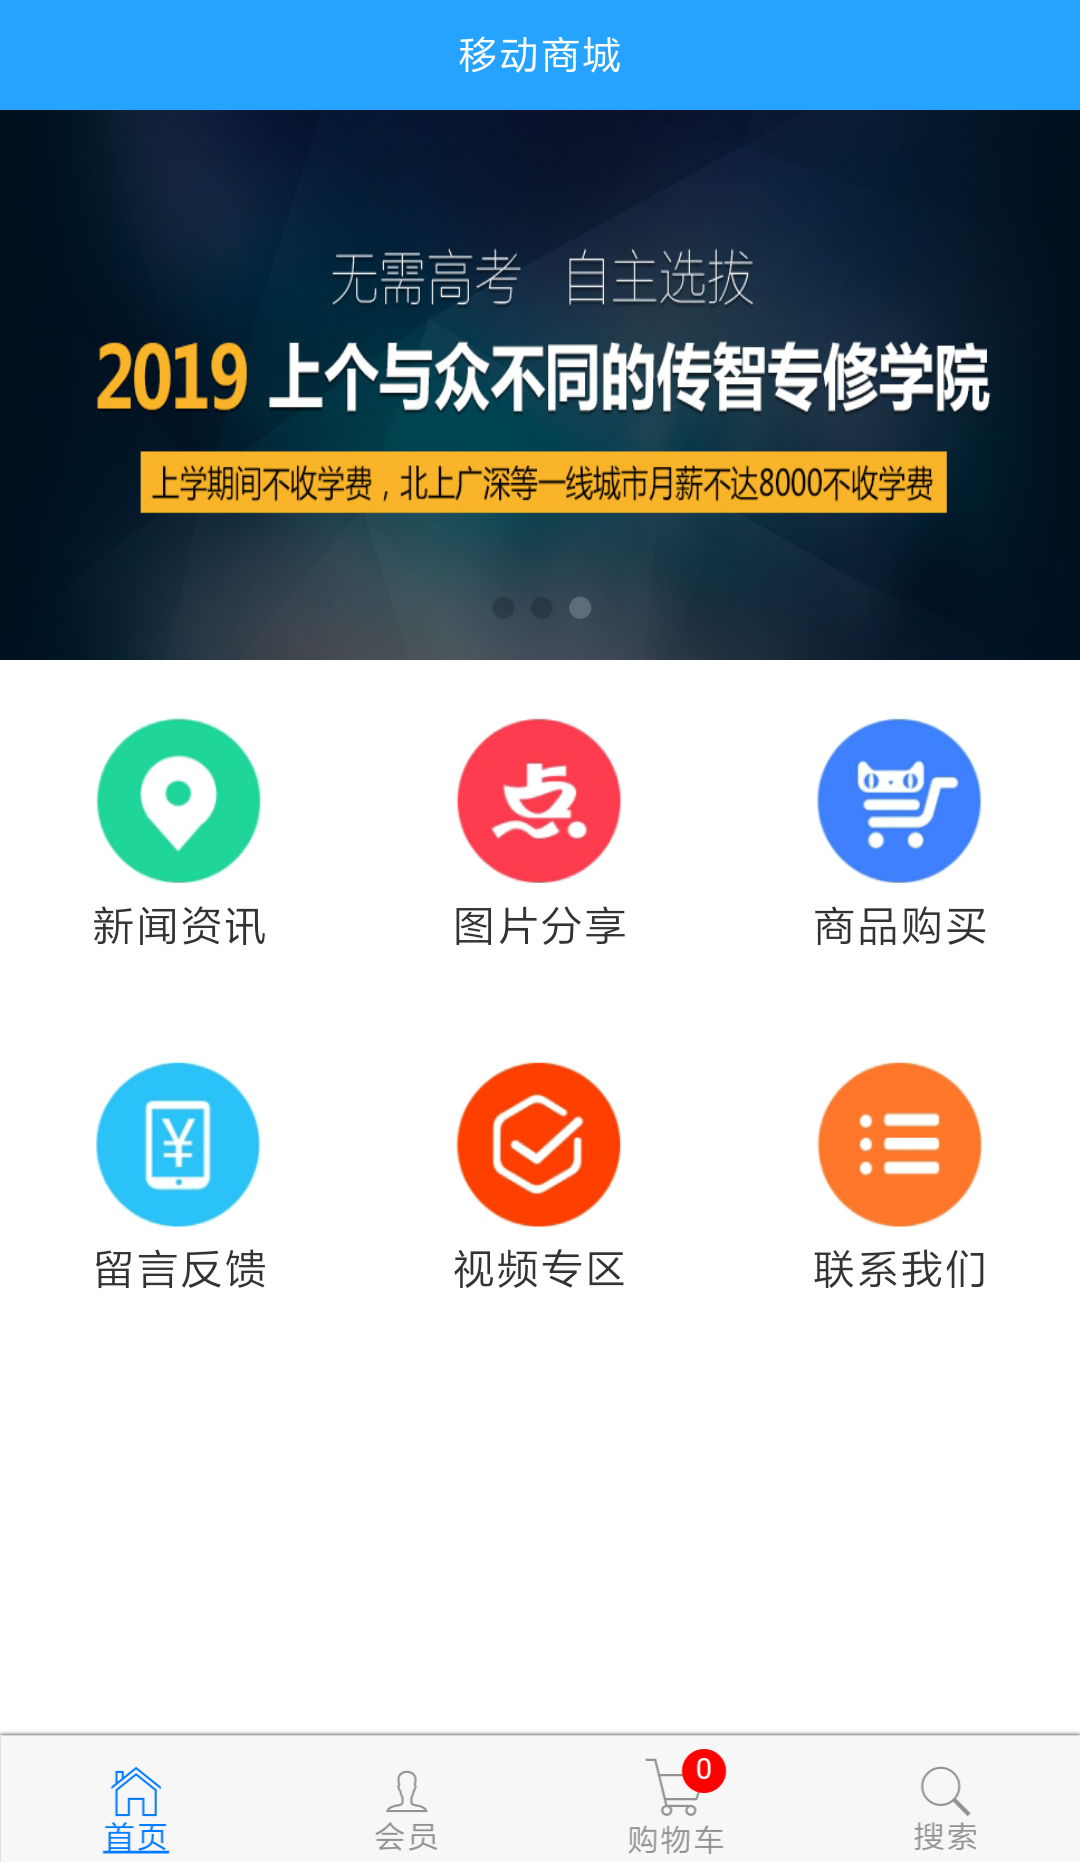 移动商城
无需高考 自主选拔
2019 上个与众不同的传智专修学院
上学期间不收学费，北上广深等一线城市月薪不达8000不收学费
点
新闻资讯 图片分享 商品购买
¥
留言反馈 视频专区 联系我们
0
首页 会员 购物车 搜索